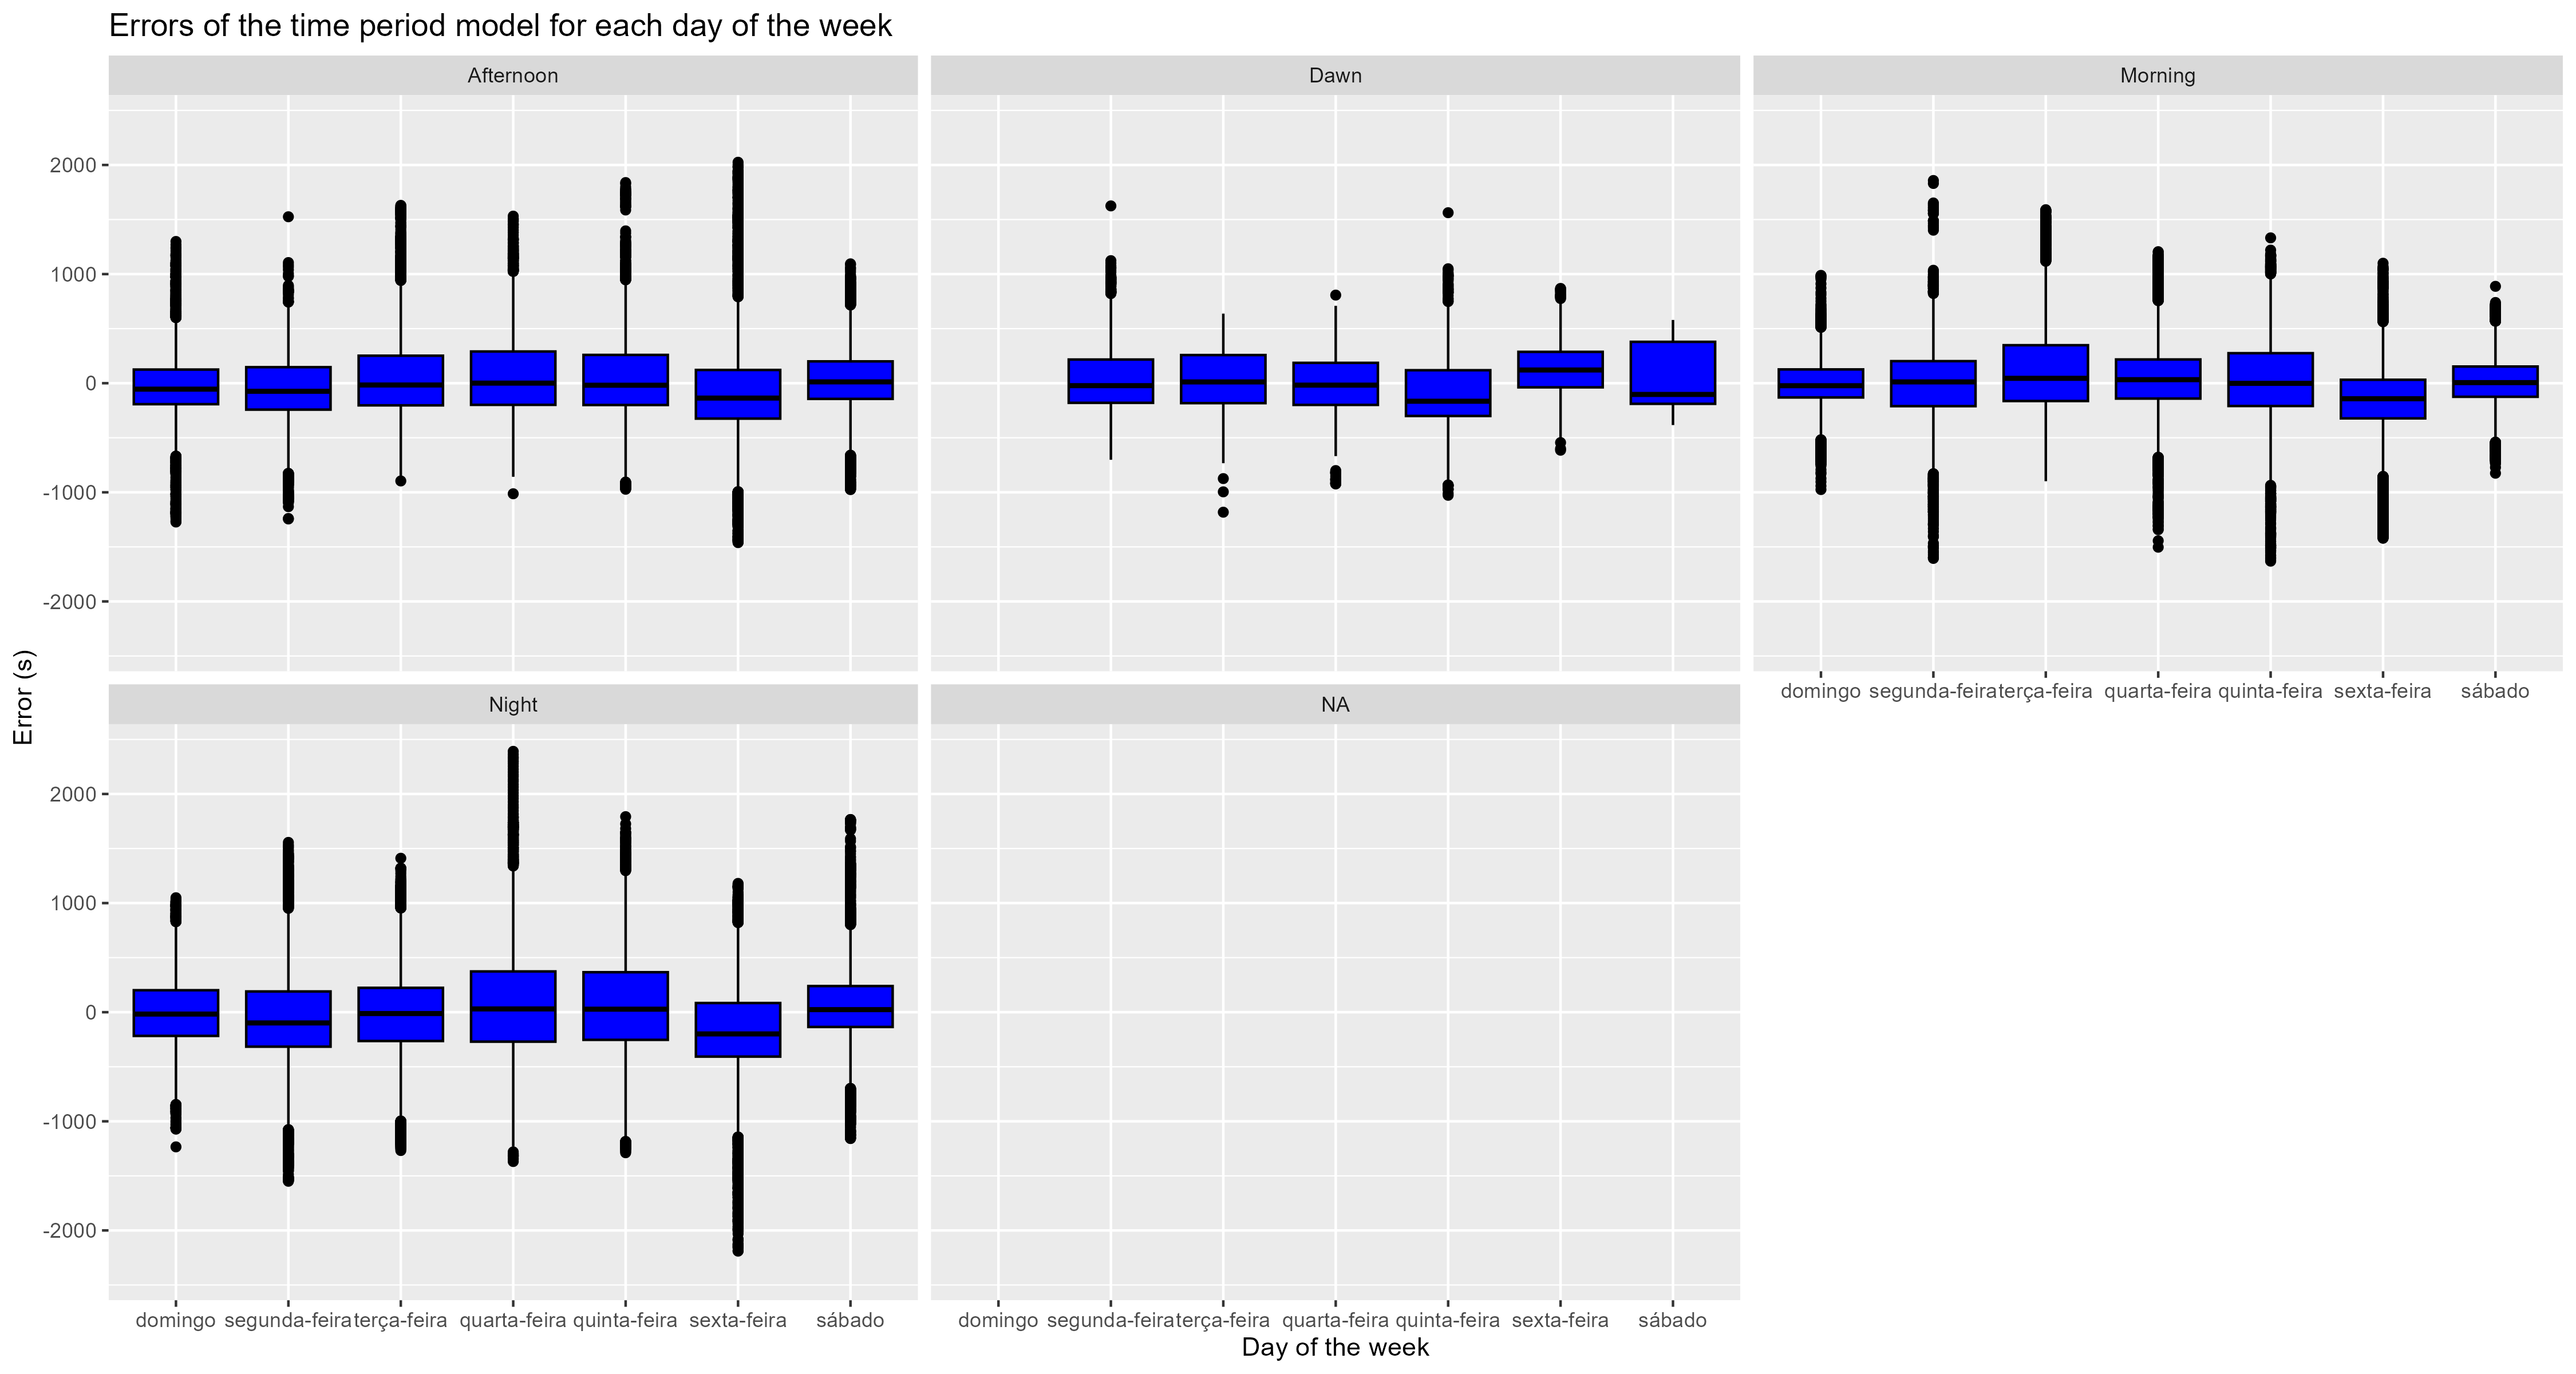 Errors of the time period model for each day of the week
Afternoon
Dawn
Morning
2000
1000
0
-1000
-2000
domingo segunda-feira terça-feira quarta-feira quinta-feira sexta-feira sábado
Error (s)
Night
NA
2000
1000
0
-1000
-2000
domingo segunda-feira terça-feira quarta-feira quinta-feira sexta-feira sábado
domingo segunda-feira terça-feira quarta-feira quinta-feira sexta-feira sábado
Day of the week